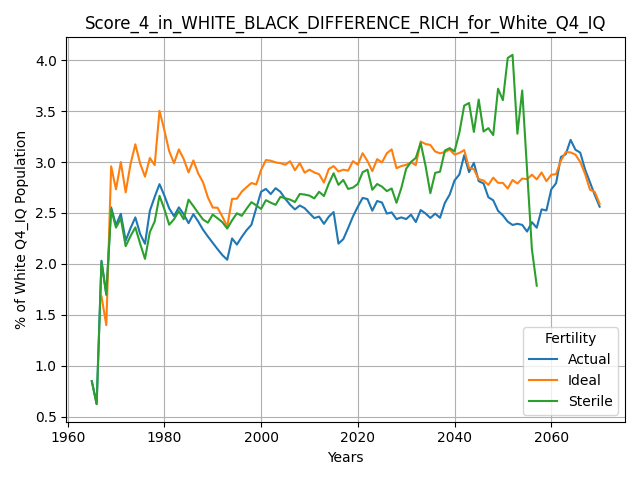 Score_4_in_WHITE_BLACK_DIFFERENCE_RICH_for_White_Q4_IQ
% of White Q4_IQ Population
4.0
3.5
3.0
2.5
2.0
1.5
1.0
0.5
Fertility
Actual
Ideal
Sterile
1960 1980 2000 2020 2040 2060
Years